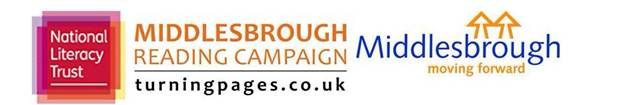 National
Literacy
Trust
MIDDLESBROUGH
READING CAMPAIGN
turningpages.co.uk
Middlesbrough
moving forward